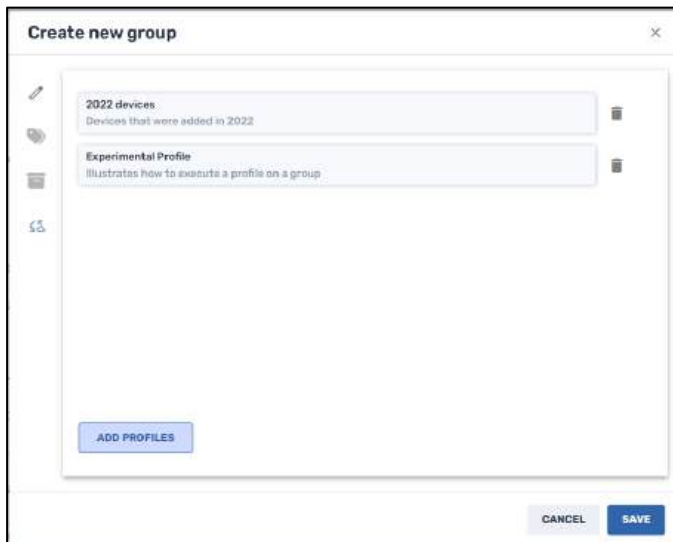 Create new group
2022 devices
Devices that were added in 2022
Experimental Profile
Illustrates how to execute a profile on a group
ADD PROFILES
CANCEL
SAVE